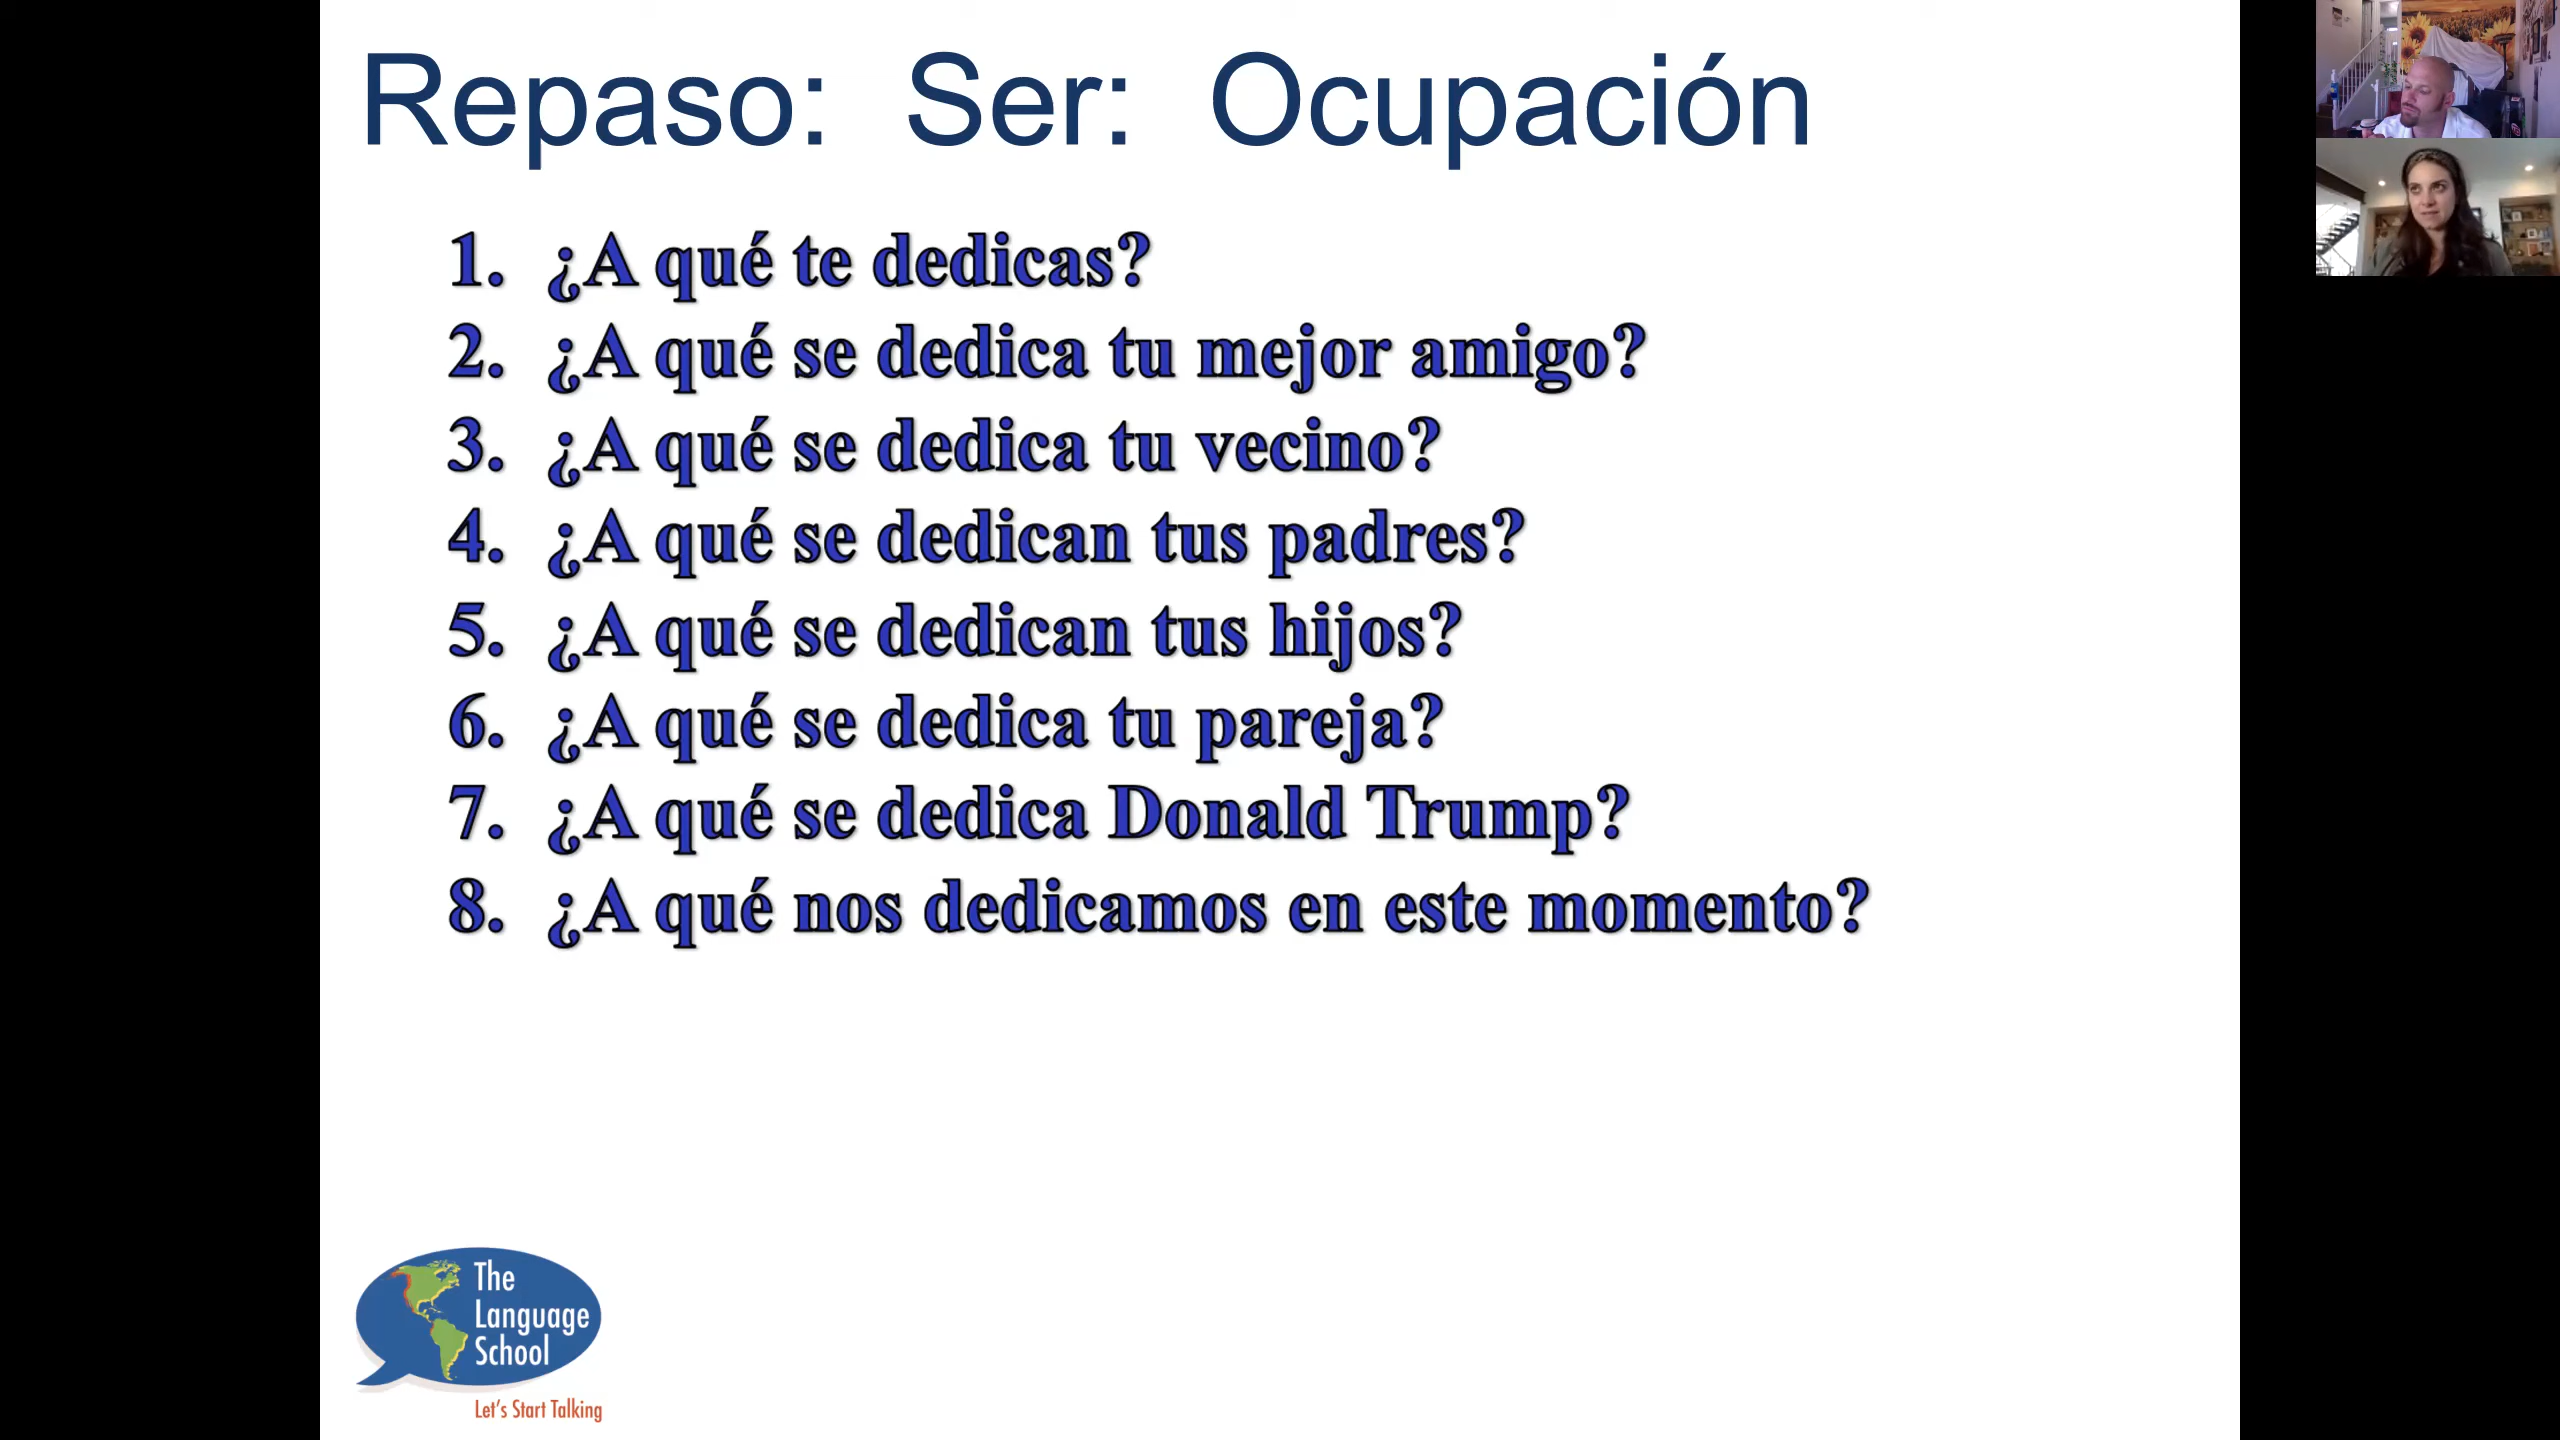 Repaso: Ser: Ocupación
1. ¿A qué te dedicas?
2. ¿A qué se dedica tu mejor amigo?
3. ¿A qué se dedica tu vecino?
4. ¿A qué se dedican tus padres?
5. ¿A qué se dedican tus hijos?
6. ¿A qué se dedica tu pareja?
7. ¿A qué se dedica Donald Trump?
8. ¿A qué nos dedicamos en este momento?
The
Language
School
Let's Start Talking